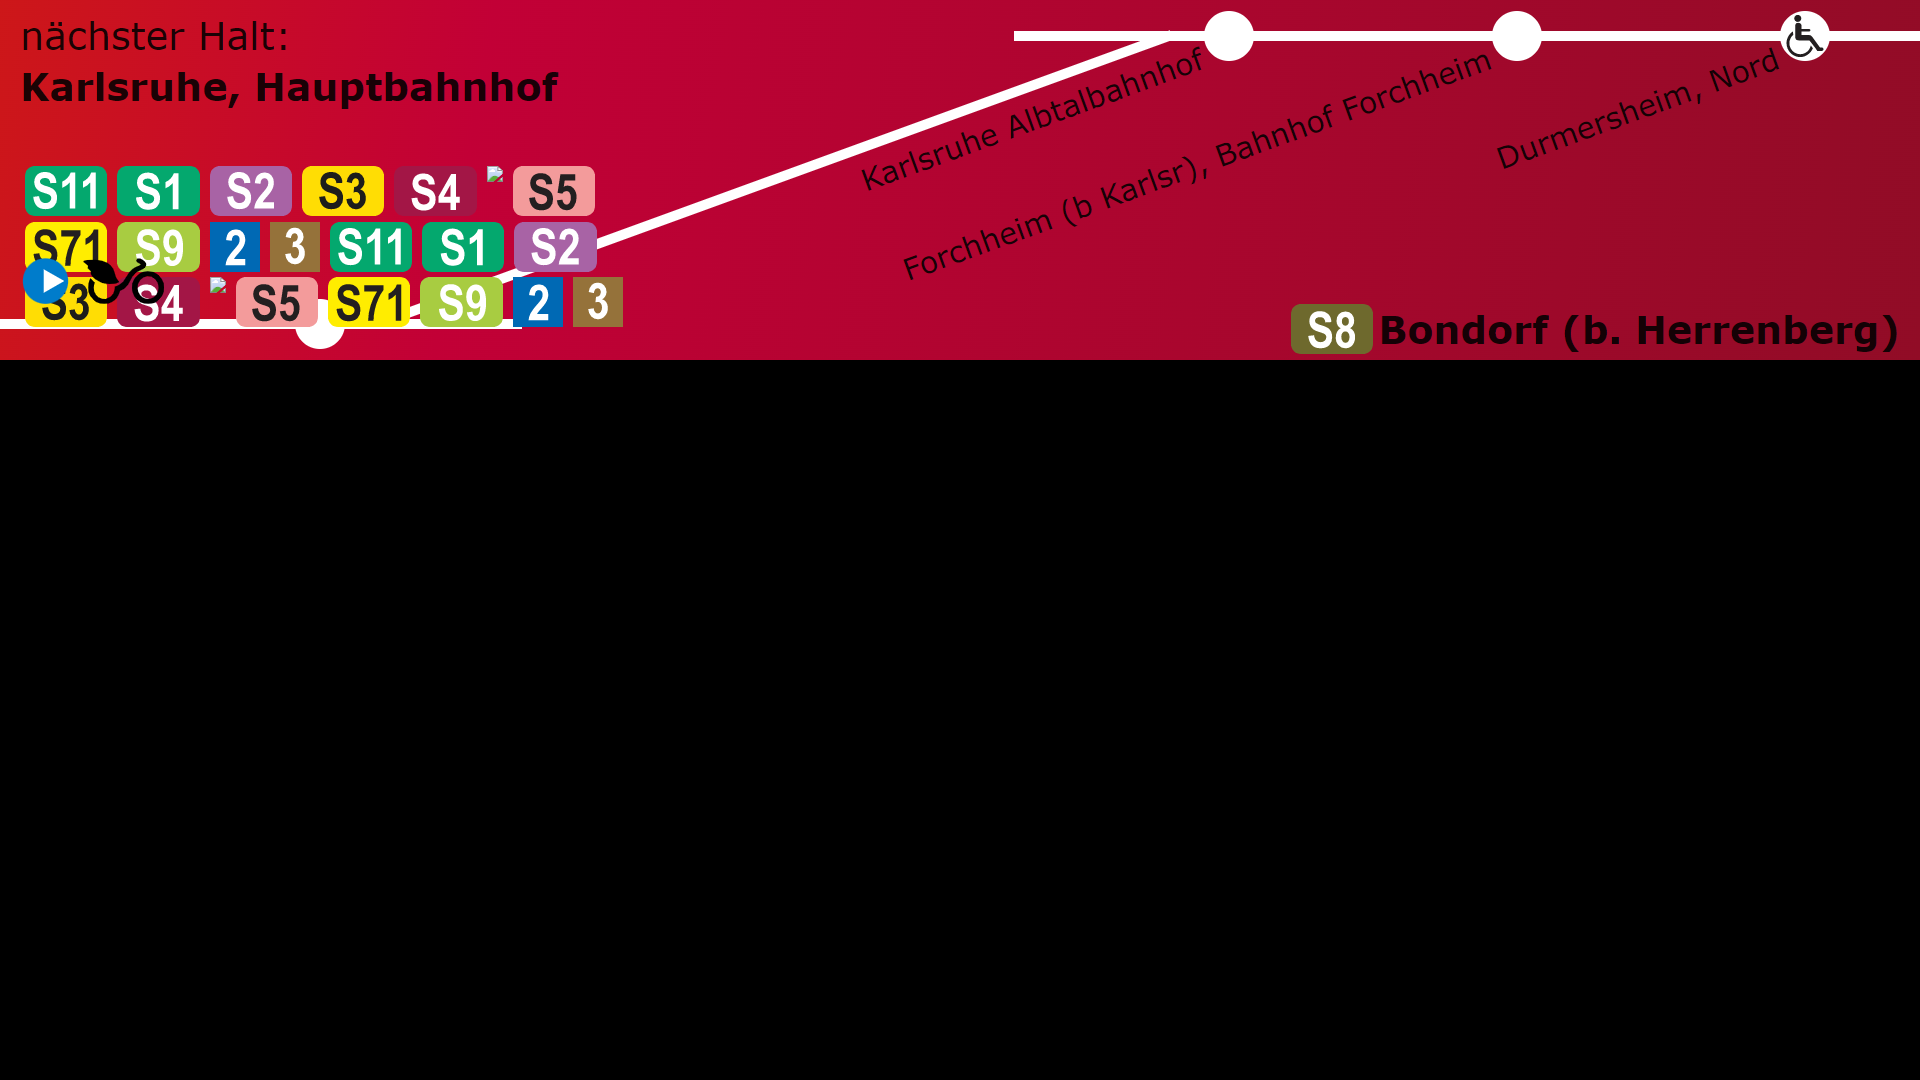 nächster Halt:
Karlsruhe, Hauptbahnhof
S11 S1 S2 S3 S4 S5
S71 S9 2 3 S11 S1 S2
S3 S4 S5 S71 S9 2 3
Karlsruhe Albtalbahnhof
Forchheim (b Karlsr), Bahnhof Forchheim
Durmersheim, Nord
S8 Bondorf (b. Herrenberg)